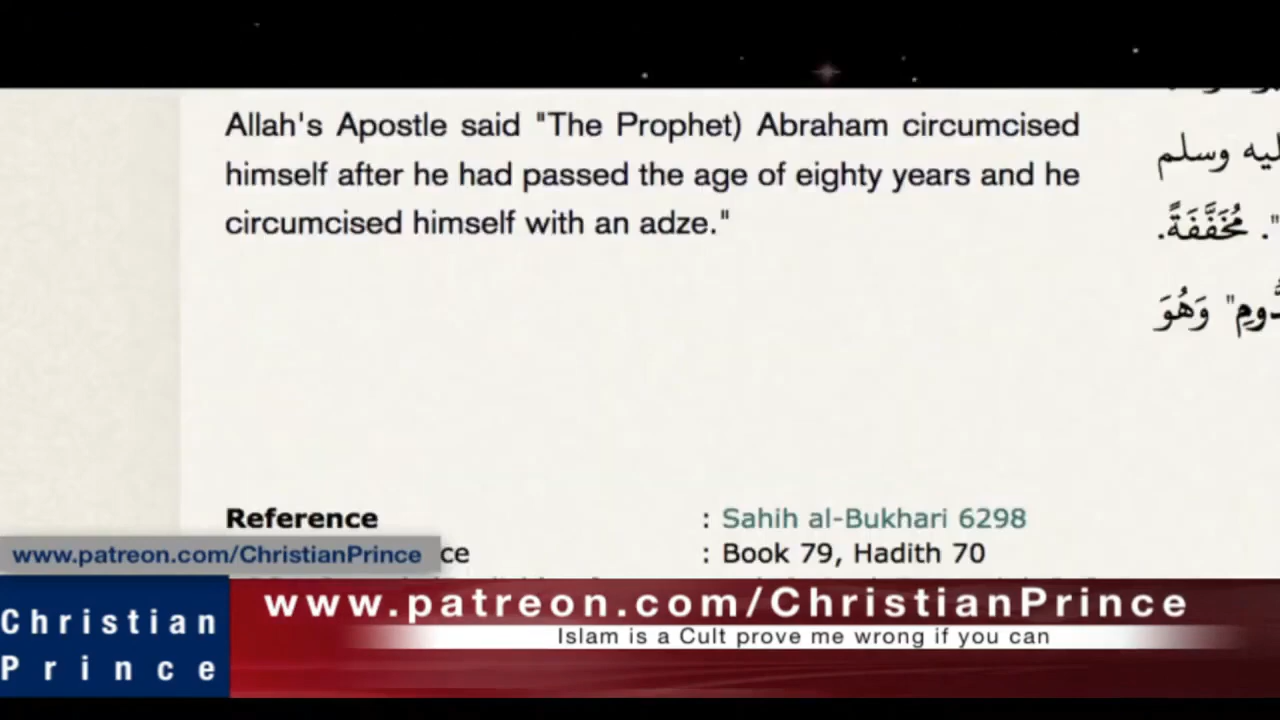 Allah's Apostle said "The Prophet) Abraham circumcised
himself after he had passed the age of eighty years and he
circumcised himself with an adze."
ليه وسلم
". مُخَفَّفَةً.
وَهُوَ
Reference : Sahih al-Bukhari 6298
: Book 79, Hadith 70
www.patreon.com/ChristianPrince
Christian
Prince
www.patreon.com/ChristianPrince
Islam is a Cult prove me wrong if you can